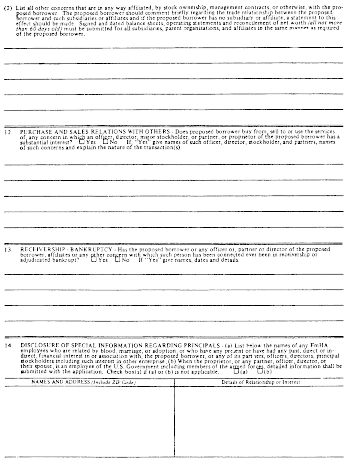 (2) List all other concerns that are in any way affiliated, by stock ownership, management contracts, or otherwise, with the pro-
posed borrower. The proposed borrower should comment briefly regarding the trade relationship between the proposed
borrower and such subsidiaries or affiliates and if the proposed borrower has no subsidiary or affiliate, a statement to this
effect should be made. Signed and dated balance sheets, operating statements and reconcilement of net worth (all not more
than 60 days old) must be submitted for all subsidiaries, parent organizations, and affiliates in the same manner as required
of the proposed borrower.
12. PURCHASE AND SALES RELATIONS WITH OTHERS - Does proposed borrower buy from, sell to or use the services
of, any concern in which an officer, director, major stockholder, or partner, or proprietor of the proposed borrower has a
substantial interest? ☐ Yes ☐ No If, "Yes" give names of such officer, director, stockholder, and partners, names
of such concerns and explain the nature of the transaction(s)
13. RECEIVERSHIP - BANKRUPTCY - Has the proposed borrower or any officer or, partner or director of the proposed
borrower, affiliates or any other concern with which such person has been connected ever been in receivership or
adjudicated bankrupt? ☐ Yes ☐ No If "Yes" give names, dates and details.
14. DISCLOSURE OF SPECIAL INFORMATION REGARDING PRINCIPALS - (a) List below the names of any FmHA
employees who are related by blood, marriage, or adoption, or who have any present or have had any past, direct or in-
direct, financial interest in or association with, the proposed borrower, or any of its partners, officers, directors, principal
stockholders including such interest in other enterprise. (b) When the proprietor, or any partner, officer, director, or
their spouse, is an employee of the U.S. Government including members of the armed forces, detailed information shall be
submitted with the application. Check box(s) if (a) or (b) is not applicable. ☐ (a) ☐ (b)
NAMES AND ADDRESS (Include ZIP Code) Details of Relationship or Interest